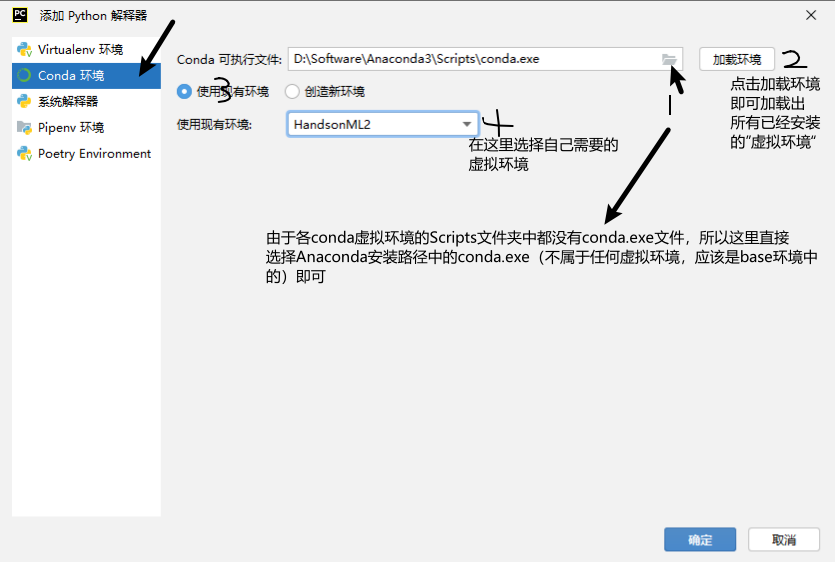 PC 添加 Python 解释器
Virtualenv 环境
Conda 环境
系统解释器
Pipenv 环境
Poetry Environment
Conda 可执行文件: D:\Software\Anaconda3\Scripts\conda.exe
加载环境 2
使用现有环境 3
创造新环境
使用现有环境: HandsonML2
4
1
点击加载环境
即可加载出
所有已经安装
的"虚拟环境"
在这里选择自己需要的
虚拟环境
由于各conda虚拟环境的Scripts文件夹中都没有conda.exe文件，所以这里直接
选择Anaconda安装路径中的conda.exe（不属于任何虚拟环境，应该是base环境中
的）即可
确定
取消